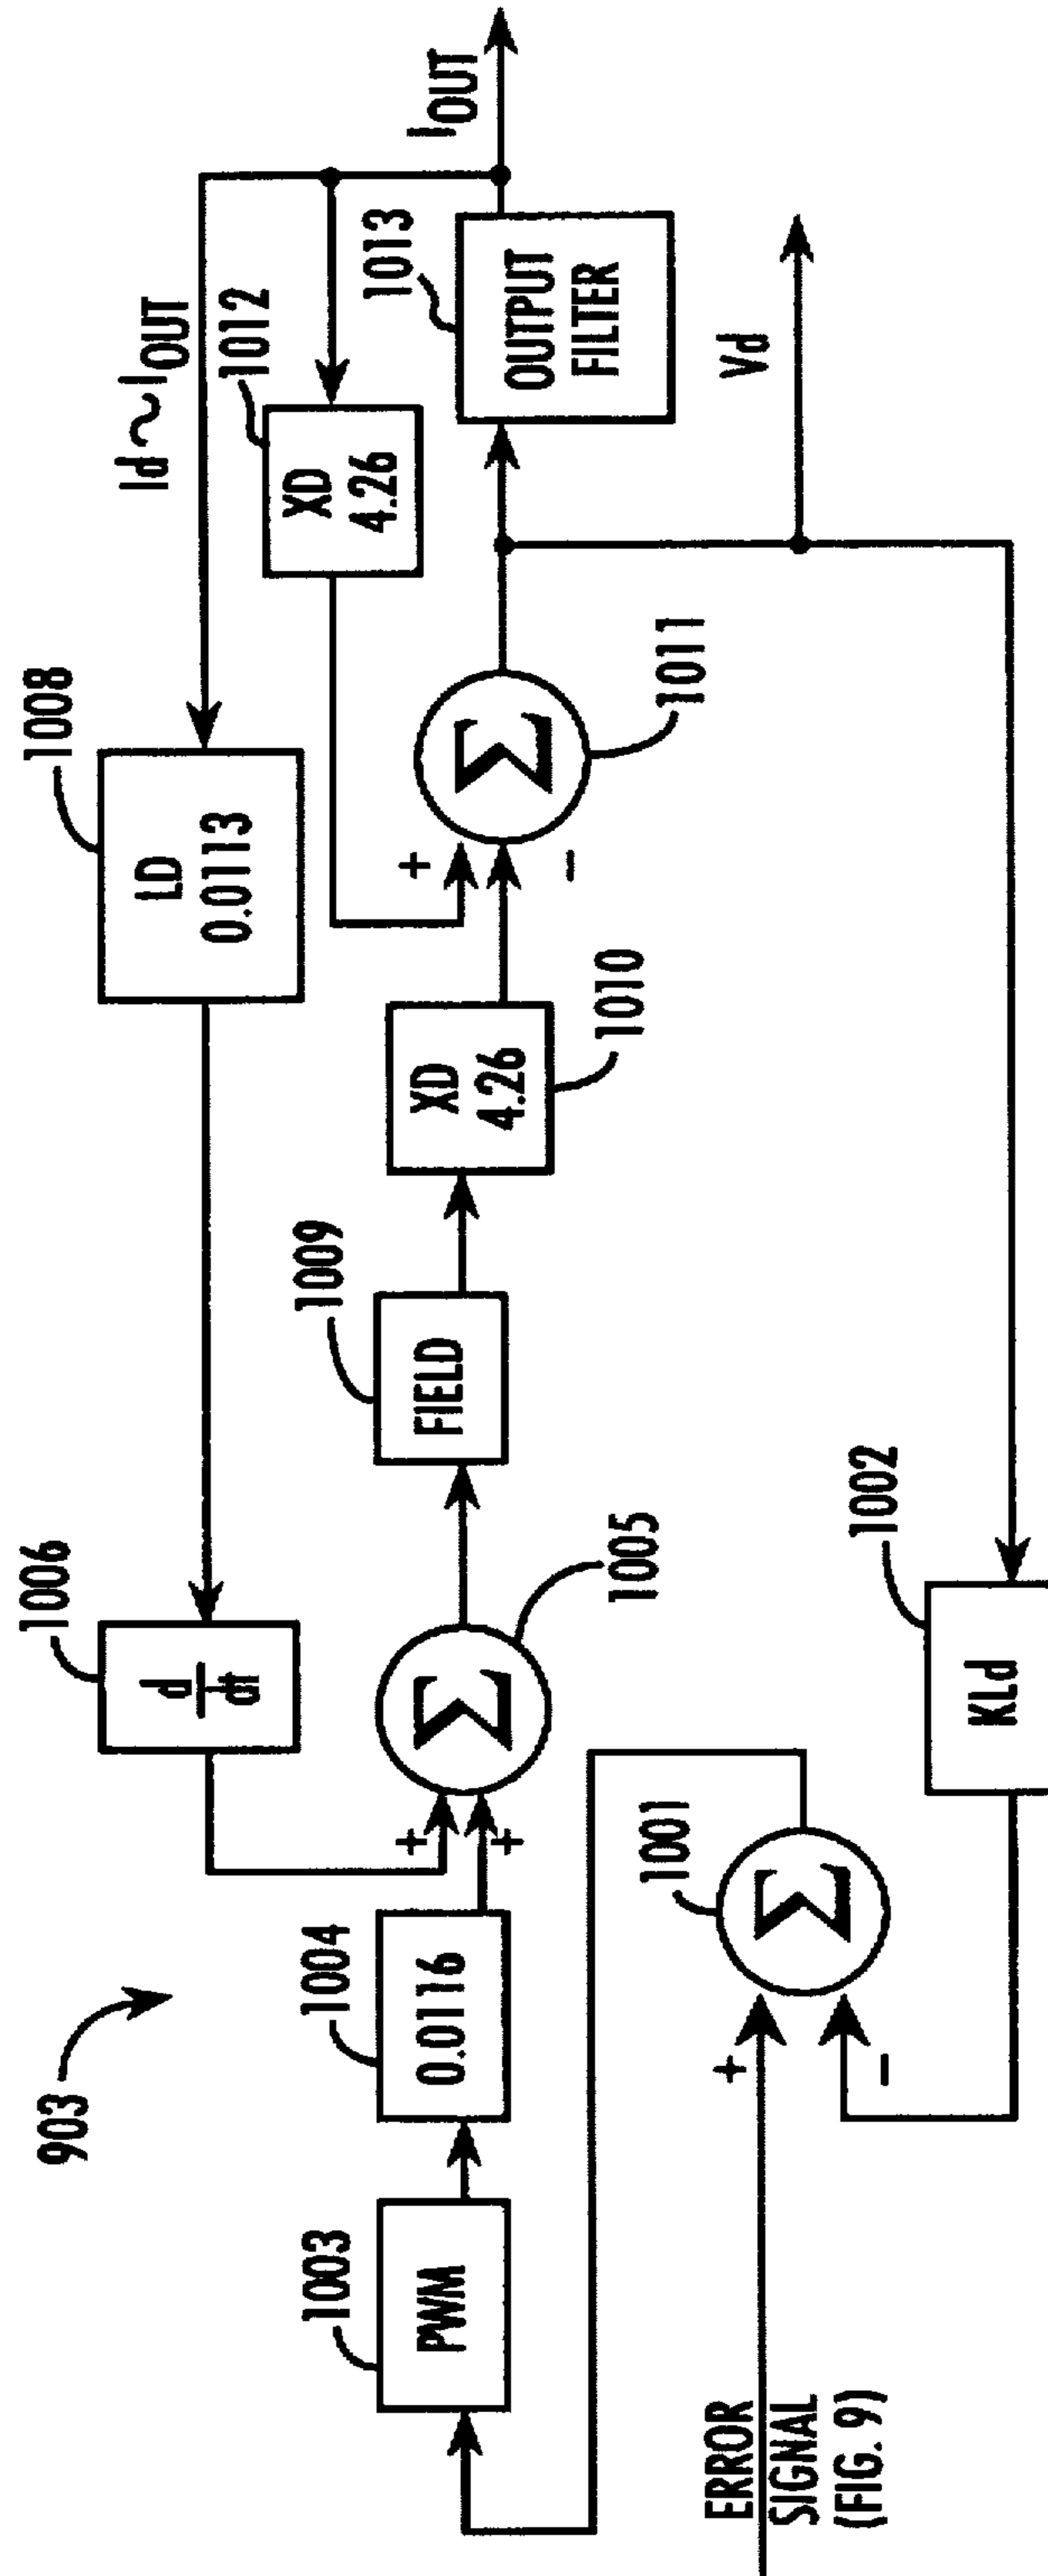 903
1006
d
dt
1008
LD
0.0113
Id~IOUT
1012
XD
4.26
IOUT
1003
PWM
1004
0.0116
+
+
1005
1009
FIELD
1010
XD
4.26
+
-
1011
1013
OUTPUT
FILTER
Vd
ERROR
SIGNAL
(FIG. 9)
+
-
1001
1002
KLd
Σ
Σ
Σ